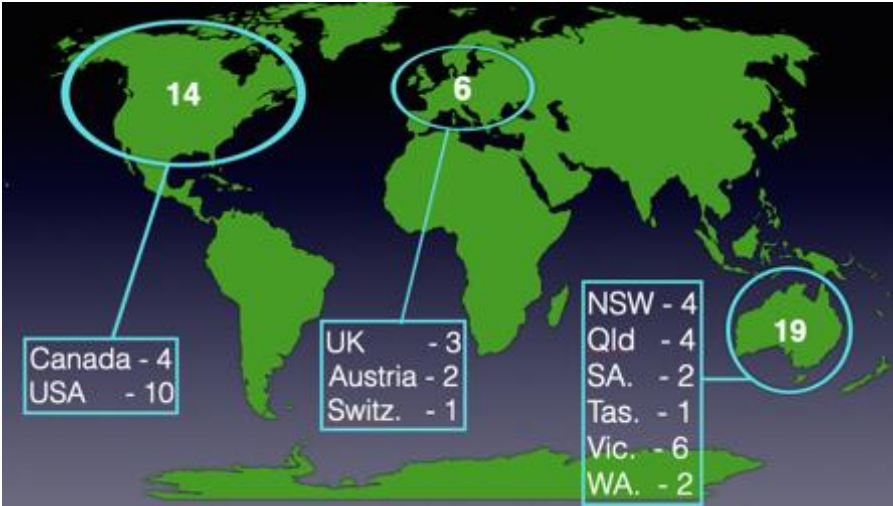 14
6
19
Canada - 4
USA - 10
UK - 3
Austria - 2
Switz. - 1
NSW - 4
Qld - 4
SA. - 2
Tas. - 1
Vic. - 6
WA. - 2